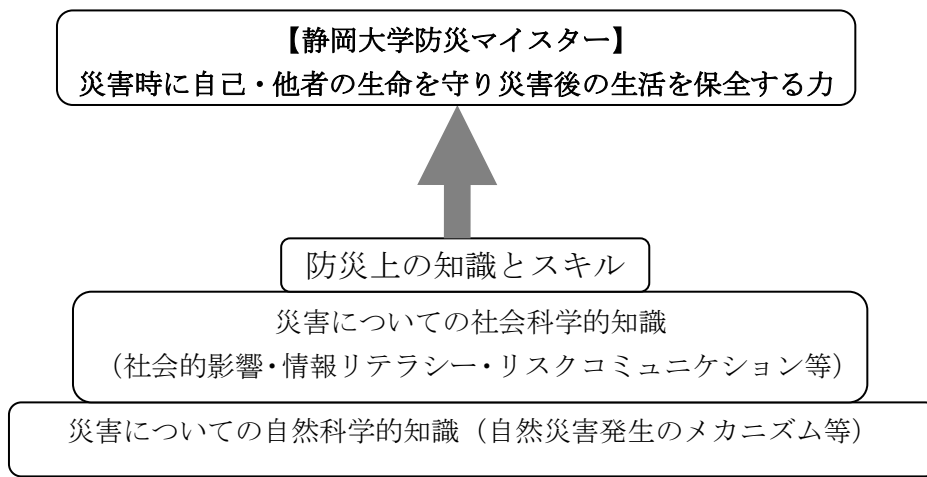 【静岡大学防災マイスター】
災害時に自己・他者の生命を守り災害後の生活を保全する力
防災上の知識とスキル
災害についての社会科学的知識
（社会的影響・情報リテラシー・リスクコミュニケーション等）
災害についての自然科学的知識（自然災害発生のメカニズム等）